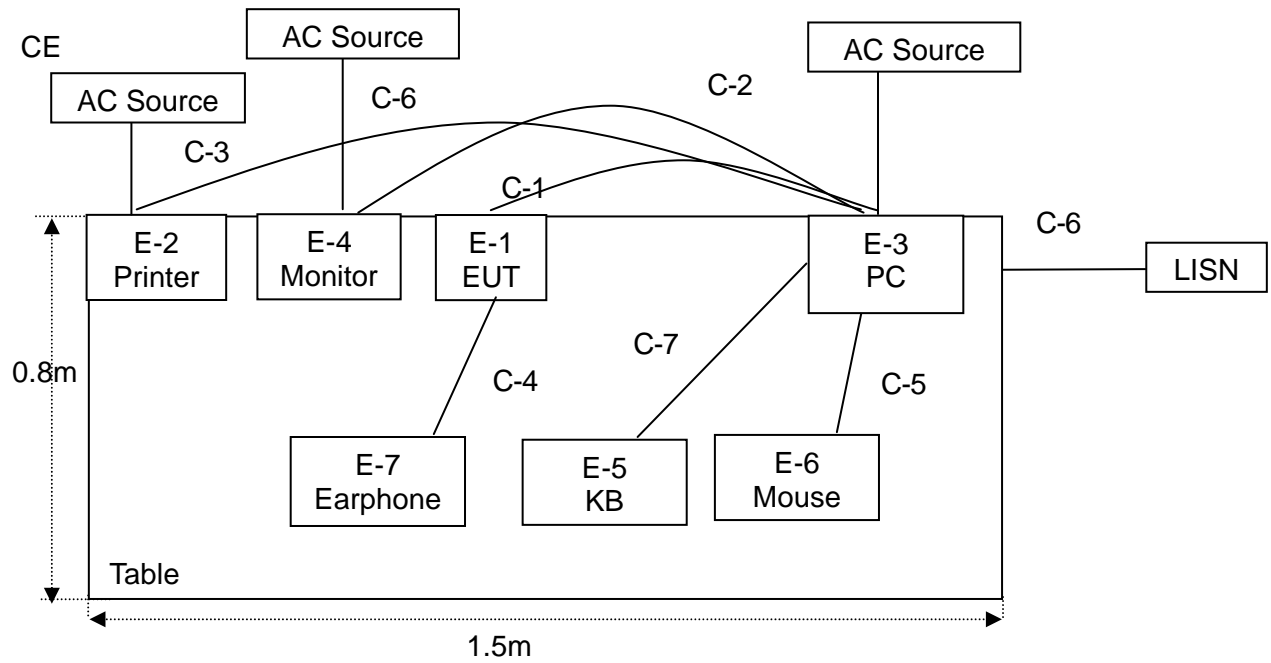 CE
AC Source
AC Source
AC Source
C-3
C-6
C-2
C-1
E-2
Printer
E-4
Monitor
E-1
EUT
E-3
PC
C-6
LISN
0.8m
C-4
C-7
C-5
E-7
Earphone
E-5
KB
E-6
Mouse
Table
1.5m